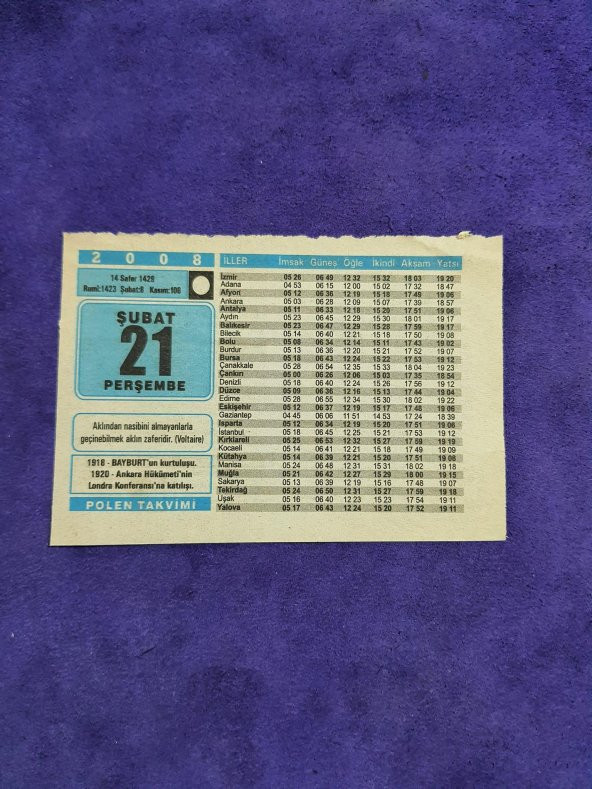 2 0 0 8
14 Safer 1429
Rumi:1423 Şubat:8 Kasım:106
ŞUBAT
21
PERŞEMBE
Aklından nasibini almayanlarla
geçinebilmek aklın zaferidir. (Voltaire)
1918 - BAYBURT'un kurtuluşu.
1920 - Ankara Hükümeti'nin
Londra Konferansı'na katılışı.
POLEN TAKVİMİ
İLLER İmsak Güneş Öğle İkindi Akşam Yatsı
İzmir 05 26 06 49 12 32 15 32 18 03 19 20
Adana 04 53 06 15 12 00 15 02 17 32 18 47
Afyon 05 12 06 36 12 19 15 18 17 49 19 06
Ankara 05 03 06 28 12 09 15 07 17 39 18 57
Antalya 05 11 06 33 12 18 15 20 17 51 19 06
Aydın 05 23 06 45 12 29 15 30 18 01 19 17
Balıkesir 05 23 06 47 12 29 15 28 17 59 19 17
Bilecik 05 14 06 40 12 21 15 18 17 50 19 08
Bolu 05 08 06 34 12 14 15 11 17 43 19 02
Burdur 05 13 06 36 12 20 15 21 17 52 19 07
Bursa 05 18 06 43 12 24 15 22 17 53 19 12
Çanakkale 05 28 06 54 12 35 15 33 18 04 19 23
Çankırı 05 00 06 26 12 06 15 03 17 35 18 54
Denizli 05 18 06 40 12 24 15 26 17 56 19 12
Düzce 05 09 06 36 12 16 15 13 17 44 19 04
Edirne 05 28 06 55 12 34 15 30 18 02 19 22
Eskişehir 05 12 06 37 12 19 15 17 17 48 19 06
Gaziantep 04 45 06 06 11 51 14 53 17 24 18 39
Isparta 05 12 06 34 12 19 15 20 17 51 19 06
İstanbul 05 18 06 45 12 25 15 21 17 53 19 12
Kırklareli 05 25 06 53 12 32 15 27 17 59 19 19
Kocaeli 05 14 06 41 12 21 15 18 17 49 19 09
Kütahya 05 14 06 39 12 21 15 20 17 51 19 08
Manisa 05 24 06 48 12 31 15 31 18 02 19 18
Muğla 05 21 06 42 12 27 15 29 18 00 19 15
Sakarya 05 13 06 39 12 19 15 16 17 48 19 07
Tekirdağ 05 24 06 50 12 31 15 27 17 59 19 18
Uşak 05 16 06 40 12 23 15 23 17 54 19 11
Yalova 05 17 06 43 12 24 15 20 17 52 19 11